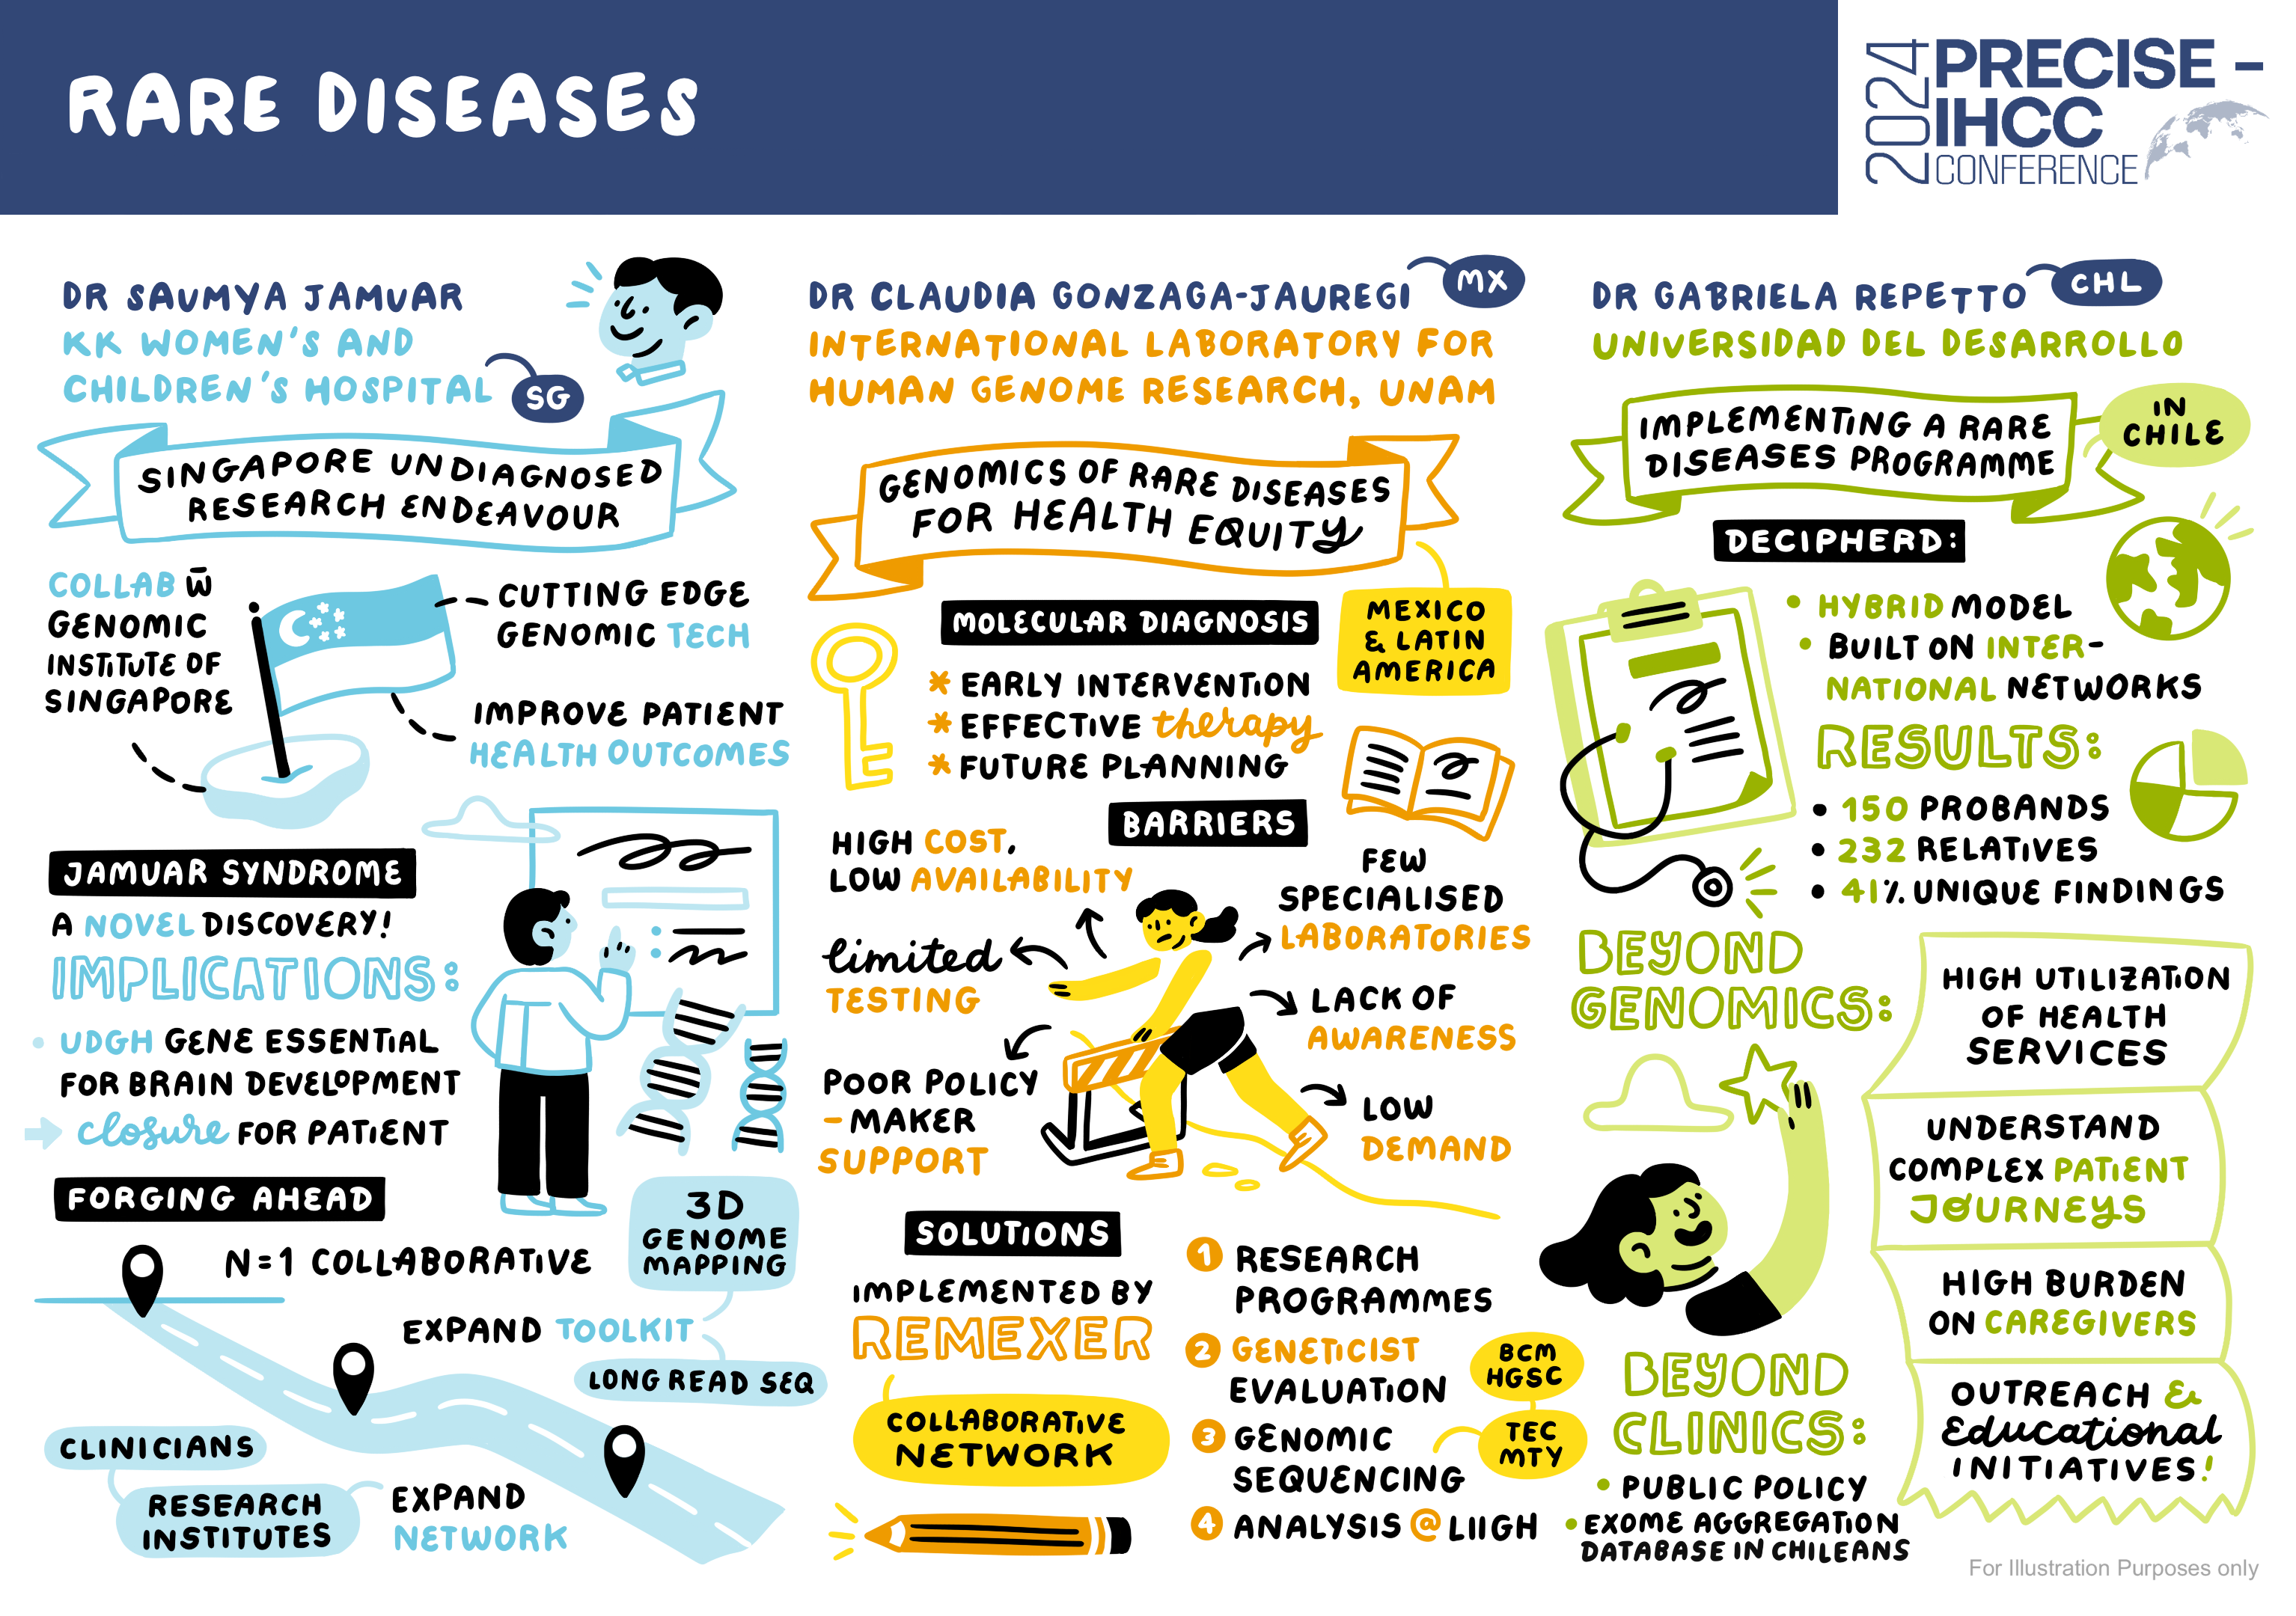 RARE DISEASES
2024 PRECISE –
IHCC
CONFERENCE
DR SAUMYA JAMUAR
KK WOMEN'S AND
CHILDREN'S HOSPITAL
SG
SINGAPORE UNDIAGNOSED
RESEARCH ENDEAVOUR
COLLAB W̄
GENOMIC
INSTITUTE OF
SINGAPORE
CUTTING EDGE
GENOMIC TECH
IMPROVE PATIENT
HEALTH OUTCOMES
JAMUAR SYNDROME
A NOVEL DISCOVERY!
IMPLICATIONS:
• UDGH GENE ESSENTIAL
FOR BRAIN DEVELOPMENT
→ closure FOR PATIENT
FORGING AHEAD
N=1 COLLABORATIVE
3D
GENOME
MAPPING
EXPAND TOOLKIT
LONG READ SEQ
CLINICIANS
RESEARCH
INSTITUTES
EXPAND
NETWORK
DR CLAUDIA GONZAGA-JAUREGI
MX
INTERNATIONAL LABORATORY FOR
HUMAN GENOME RESEARCH, UNAM
GENOMICS OF RARE DISEASES
FOR HEALTH EQUITY
MEXICO
& LATIN
AMERICA
MOLECULAR DIAGNOSIS
* EARLY INTERVENTION
* EFFECTIVE therapy
* FUTURE PLANNING
BARRIERS
HIGH COST,
LOW AVAILABILITY
limited
TESTING
POOR POLICY
-MAKER
SUPPORT
FEW
SPECIALISED
LABORATORIES
LACK OF
AWARENESS
LOW
DEMAND
SOLUTIONS
IMPLEMENTED BY
REMEXER
COLLABORATIVE
NETWORK
1 RESEARCH
PROGRAMMES
2 GENETICIST
EVALUATION
3 GENOMIC
SEQUENCING
BCM
HGSC
TEC
MTY
4 ANALYSIS @ LIIGH
DR GABRIELA REPETTO
CHL
UNIVERSIDAD DEL DESARROLLO
IMPLEMENTING A RARE
DISEASES PROGRAMME
IN
CHILE
DECIPHERD:
• HYBRID MODEL
• BUILT ON INTER-
NATIONAL NETWORKS
RESULTS:
• 150 PROBANDS
• 232 RELATIVES
• 41% UNIQUE FINDINGS
BEYOND
GENOMICS:
HIGH UTILIZATION
OF HEALTH
SERVICES
UNDERSTAND
COMPLEX PATIENT
JOURNEYS
HIGH BURDEN
ON CAREGIVERS
OUTREACH &
Educational
INITIATIVES!
BEYOND
CLINICS:
• PUBLIC POLICY
• EXOME AGGREGATION
DATABASE IN CHILEANS
For Illustration Purposes only